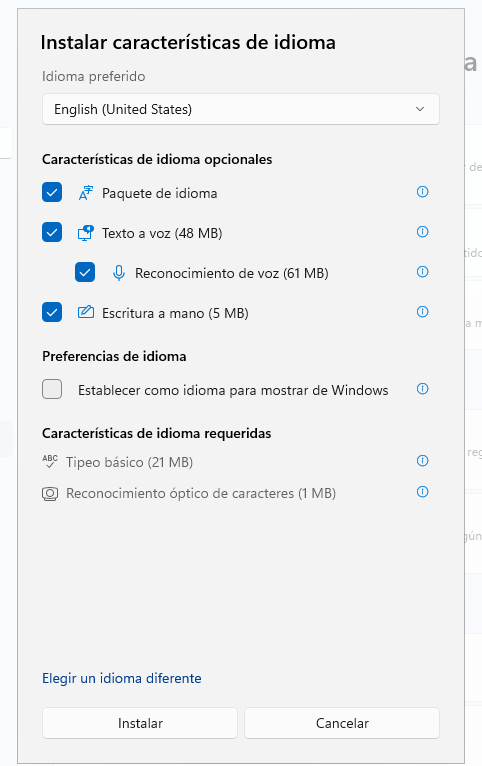 Instalar características de idioma
Idioma preferido
English (United States)
Características de idioma opcionales
Paquete de idioma
Texto a voz (48 MB)
Reconocimiento de voz (61 MB)
Escritura a mano (5 MB)
Preferencias de idioma
Establecer como idioma para mostrar de Windows
Características de idioma requeridas
ABC
Tipeo básico (21 MB)
Reconocimiento óptico de caracteres (1 MB)
Elegir un idioma diferente
Instalar
Cancelar